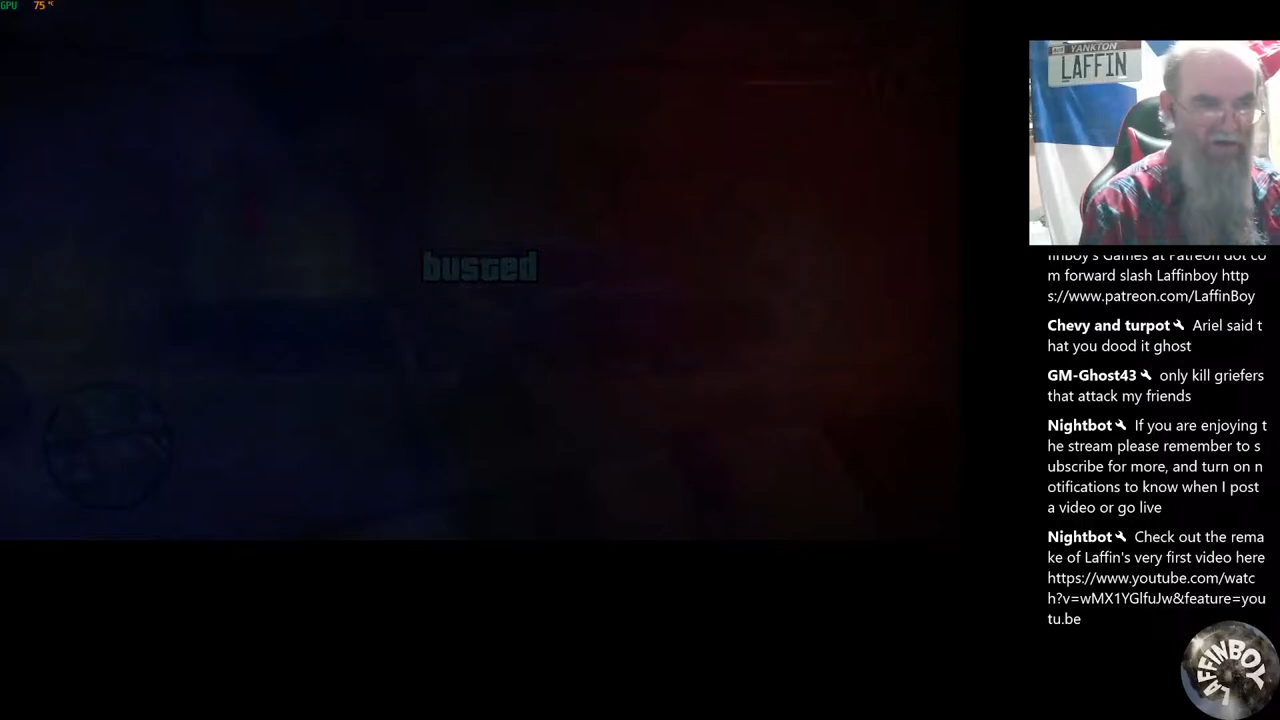 GPU 75 °C
YANKTON
LAFFIN
busted
finBoy's Games at Patreon dot co
m forward slash Laffinboy http
s://www.patreon.com/LaffinBoy
Chevy and turpot Ariel said t
hat you dood it ghost
GM-Ghost43 only kill griefers
that attack my friends
Nightbot If you are enjoying t
he stream please remember to s
ubscribe for more, and turn on n
otifications to know when I post
a video or go live
Nightbot Check out the rema
ke of Laffin's very first video here
https://www.youtube.com/watc
h?v=wMX1YGlfuJw&feature=you
tu.be
LAFFINBOY